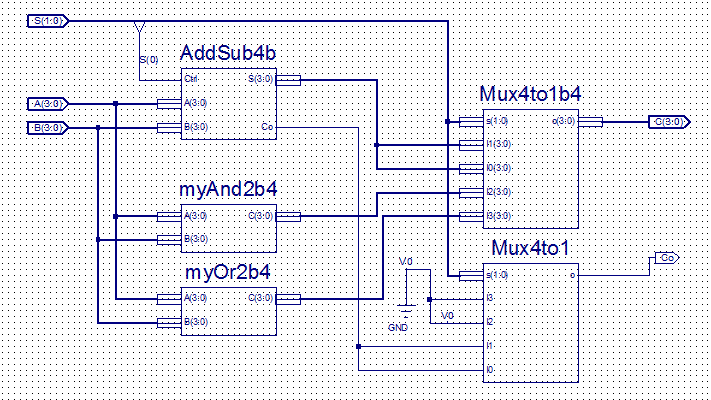 S(1:0)
S(0)
AddSub4b
Ctrl
S(3:0)
A(3:0)
A(3:0)
B(3:0)
B(3:0)
Co
Mux4to1b4
s(1:0)
o(3:0)
C(3:0)
I1(3:0)
I0(3:0)
I2(3:0)
I3(3:0)
myAnd2b4
A(3:0)
C(3:0)
B(3:0)
myOr2b4
A(3:0)
C(3:0)
B(3:0)
Mux4to1
V0
s(1:0)
o
Co
I3
V0
I2
GND
I1
I0